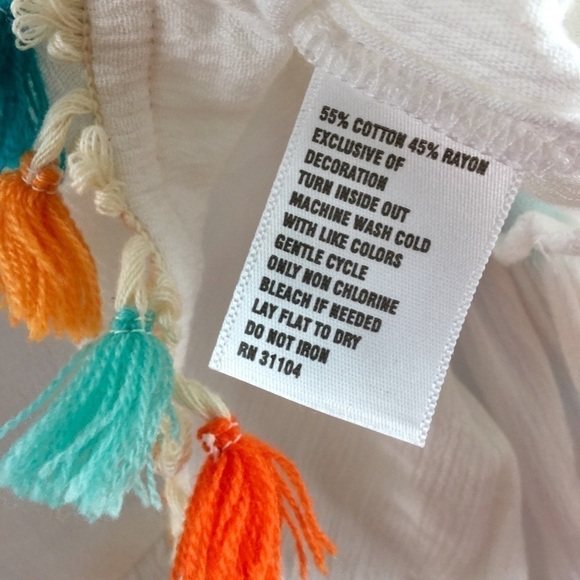 55% COTTON 45% RAYON
EXCLUSIVE OF
DECORATION
TURN INSIDE OUT
MACHINE WASH COLD
WITH LIKE COLORS
GENTLE CYCLE
ONLY NON CHLORINE
BLEACH IF NEEDED
LAY FLAT TO DRY
DO NOT IRON
RN 31104